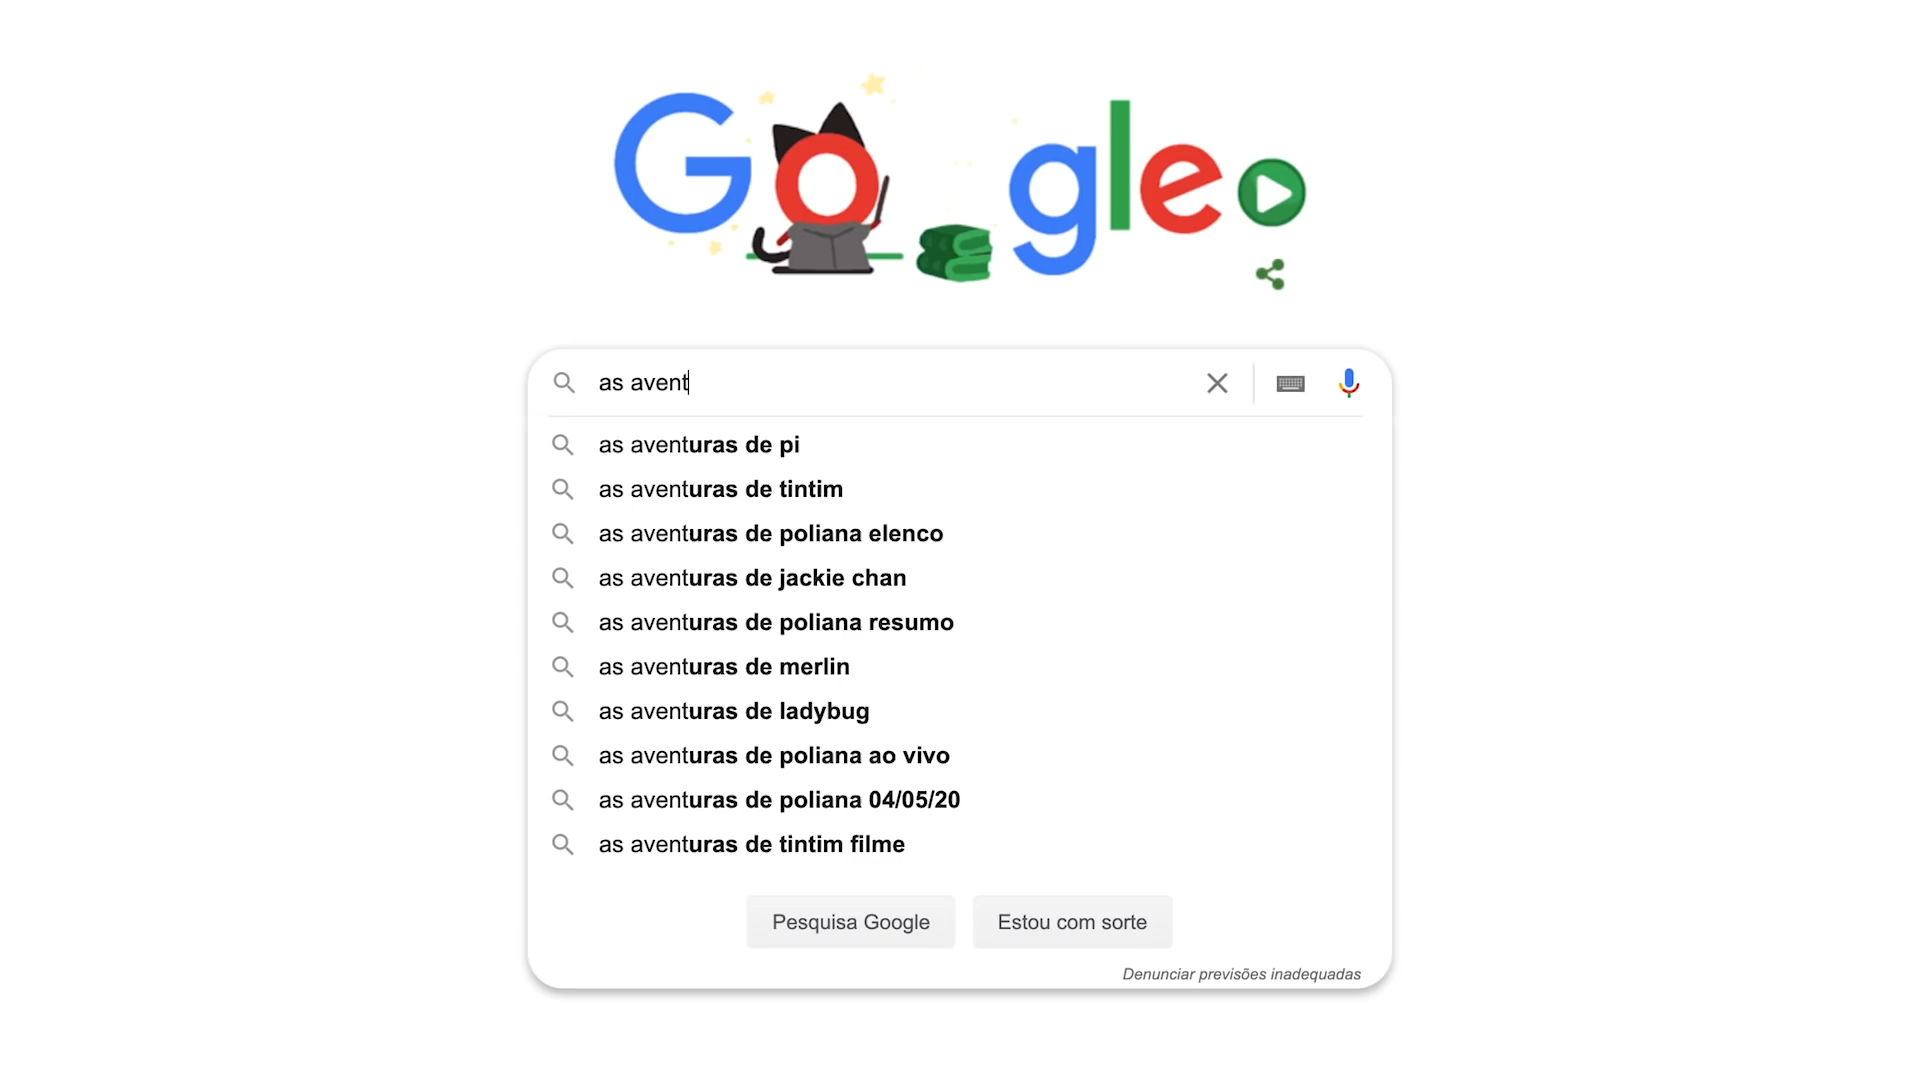 Google
as avent
as aventuras de pi
as aventuras de tintim
as aventuras de poliana elenco
as aventuras de jackie chan
as aventuras de poliana resumo
as aventuras de merlin
as aventuras de ladybug
as aventuras de poliana ao vivo
as aventuras de poliana 04/05/20
as aventuras de tintim filme
Pesquisa Google
Estou com sorte
Denunciar previsões inadequadas